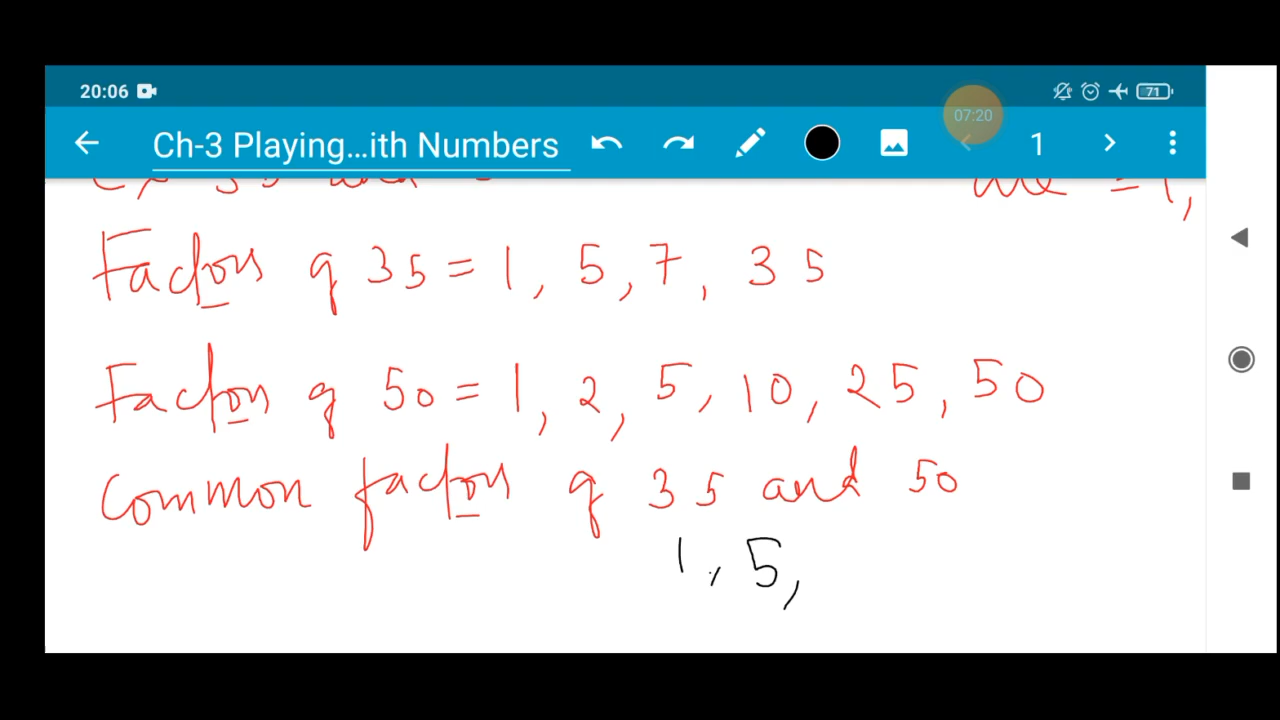 20:06
07:20
71
Ch-3 Playing...ith Numbers
1
Factors of 35 = 1, 5, 7, 35
Factors of 50 = 1, 2, 5, 10, 25, 50
Common factors of 35 and 50
1, 5,